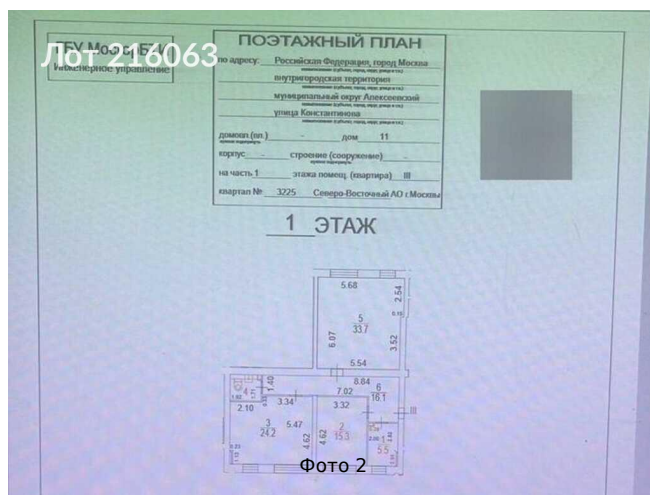 ГБУ МосгорБТИ
Инженерное управление
Лот 216063
ПОЭТАЖНЫЙ ПЛАН
по адресу: Российская Федерация, город Москва
внутригородская территория
муниципальный округ Алексеевский
улица Константинова
домовл.(вл.) - дом 11
корпус - строение (сооружение) -
на часть 1 этажа помещ. (квартира) III
квартал № 3225 Северо-Восточный АО г.Москвы
1 ЭТАЖ
5.68
2.54
5
33.7
6.07
3.52
5.54
8.84
1.40
7.02
6
16.1
4
2.10
3.34
3.32
III
3
24.2
5.47
4.62
4.62
2
15.3
1
5.5
Фото 2